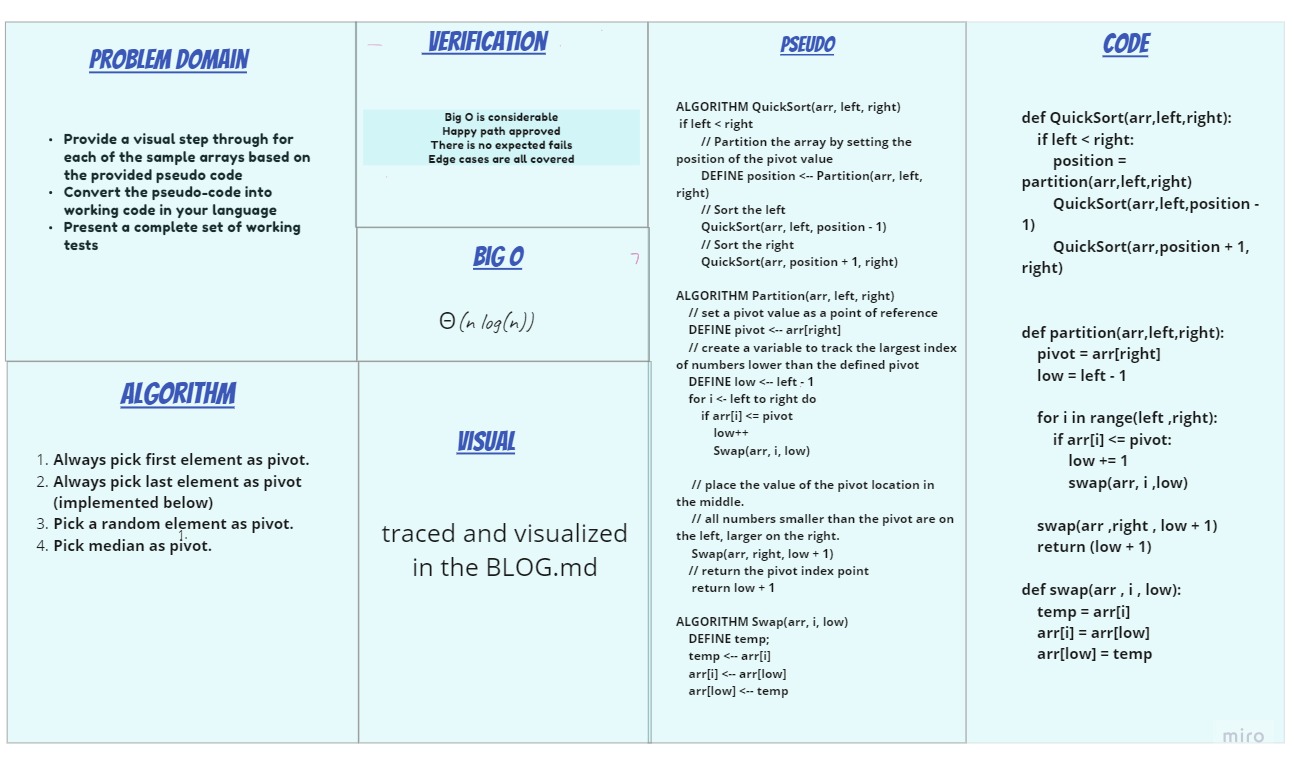 PROBLEM DOMAIN
• Provide a visual step through for
each of the sample arrays based on
the provided pseudo code
• Convert the pseudo-code into
working code in your language
• Present a complete set of working
tests
VERIFICATION
Big O is considerable
Happy path approved
There is no expected fails
Edge cases are all covered
BIG O
Θ(n log(n))
ALGORITHM
1. Always pick first element as pivot.
2. Always pick last element as pivot
(implemented below)
3. Pick a random element as pivot.
1.
4. Pick median as pivot.
VISUAL
traced and visualized
in the BLOG.md
PSEUDO
ALGORITHM QuickSort(arr, left, right)
if left < right
// Partition the array by setting the
position of the pivot value
DEFINE position <-- Partition(arr, left,
right)
// Sort the left
QuickSort(arr, left, position - 1)
// Sort the right
QuickSort(arr, position + 1, right)
ALGORITHM Partition(arr, left, right)
// set a pivot value as a point of reference
DEFINE pivot <-- arr[right]
// create a variable to track the largest index
of numbers lower than the defined pivot
DEFINE low <-- left - 1
for i <- left to right do
if arr[i] <= pivot
low++
Swap(arr, i, low)
// place the value of the pivot location in
the middle.
// all numbers smaller than the pivot are on
the left, larger on the right.
Swap(arr, right, low + 1)
// return the pivot index point
return low + 1
ALGORITHM Swap(arr, i, low)
DEFINE temp;
temp <-- arr[i]
arr[i] <-- arr[low]
arr[low] <-- temp
CODE
def QuickSort(arr,left,right):
if left < right:
position =
partition(arr,left,right)
QuickSort(arr,left,position -
1)
QuickSort(arr,position + 1,
right)
def partition(arr,left,right):
pivot = arr[right]
low = left - 1
for i in range(left ,right):
if arr[i] <= pivot:
low += 1
swap(arr, i ,low)
swap(arr ,right , low + 1)
return (low + 1)
def swap(arr , i , low):
temp = arr[i]
arr[i] = arr[low]
arr[low] = temp
miro